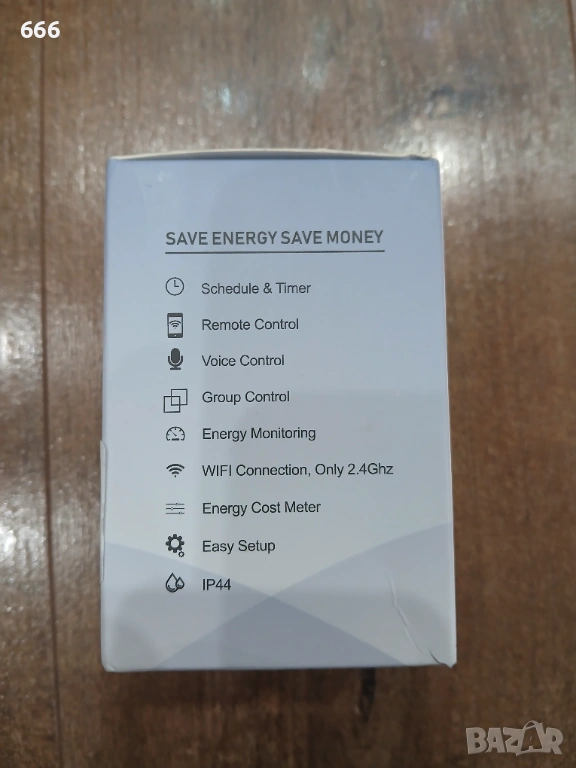 666
SAVE ENERGY SAVE MONEY
Schedule & Timer
Remote Control
Voice Control
Group Control
Energy Monitoring
WIFI Connection, Only 2.4Ghz
Energy Cost Meter
Easy Setup
IP44
BAZAR